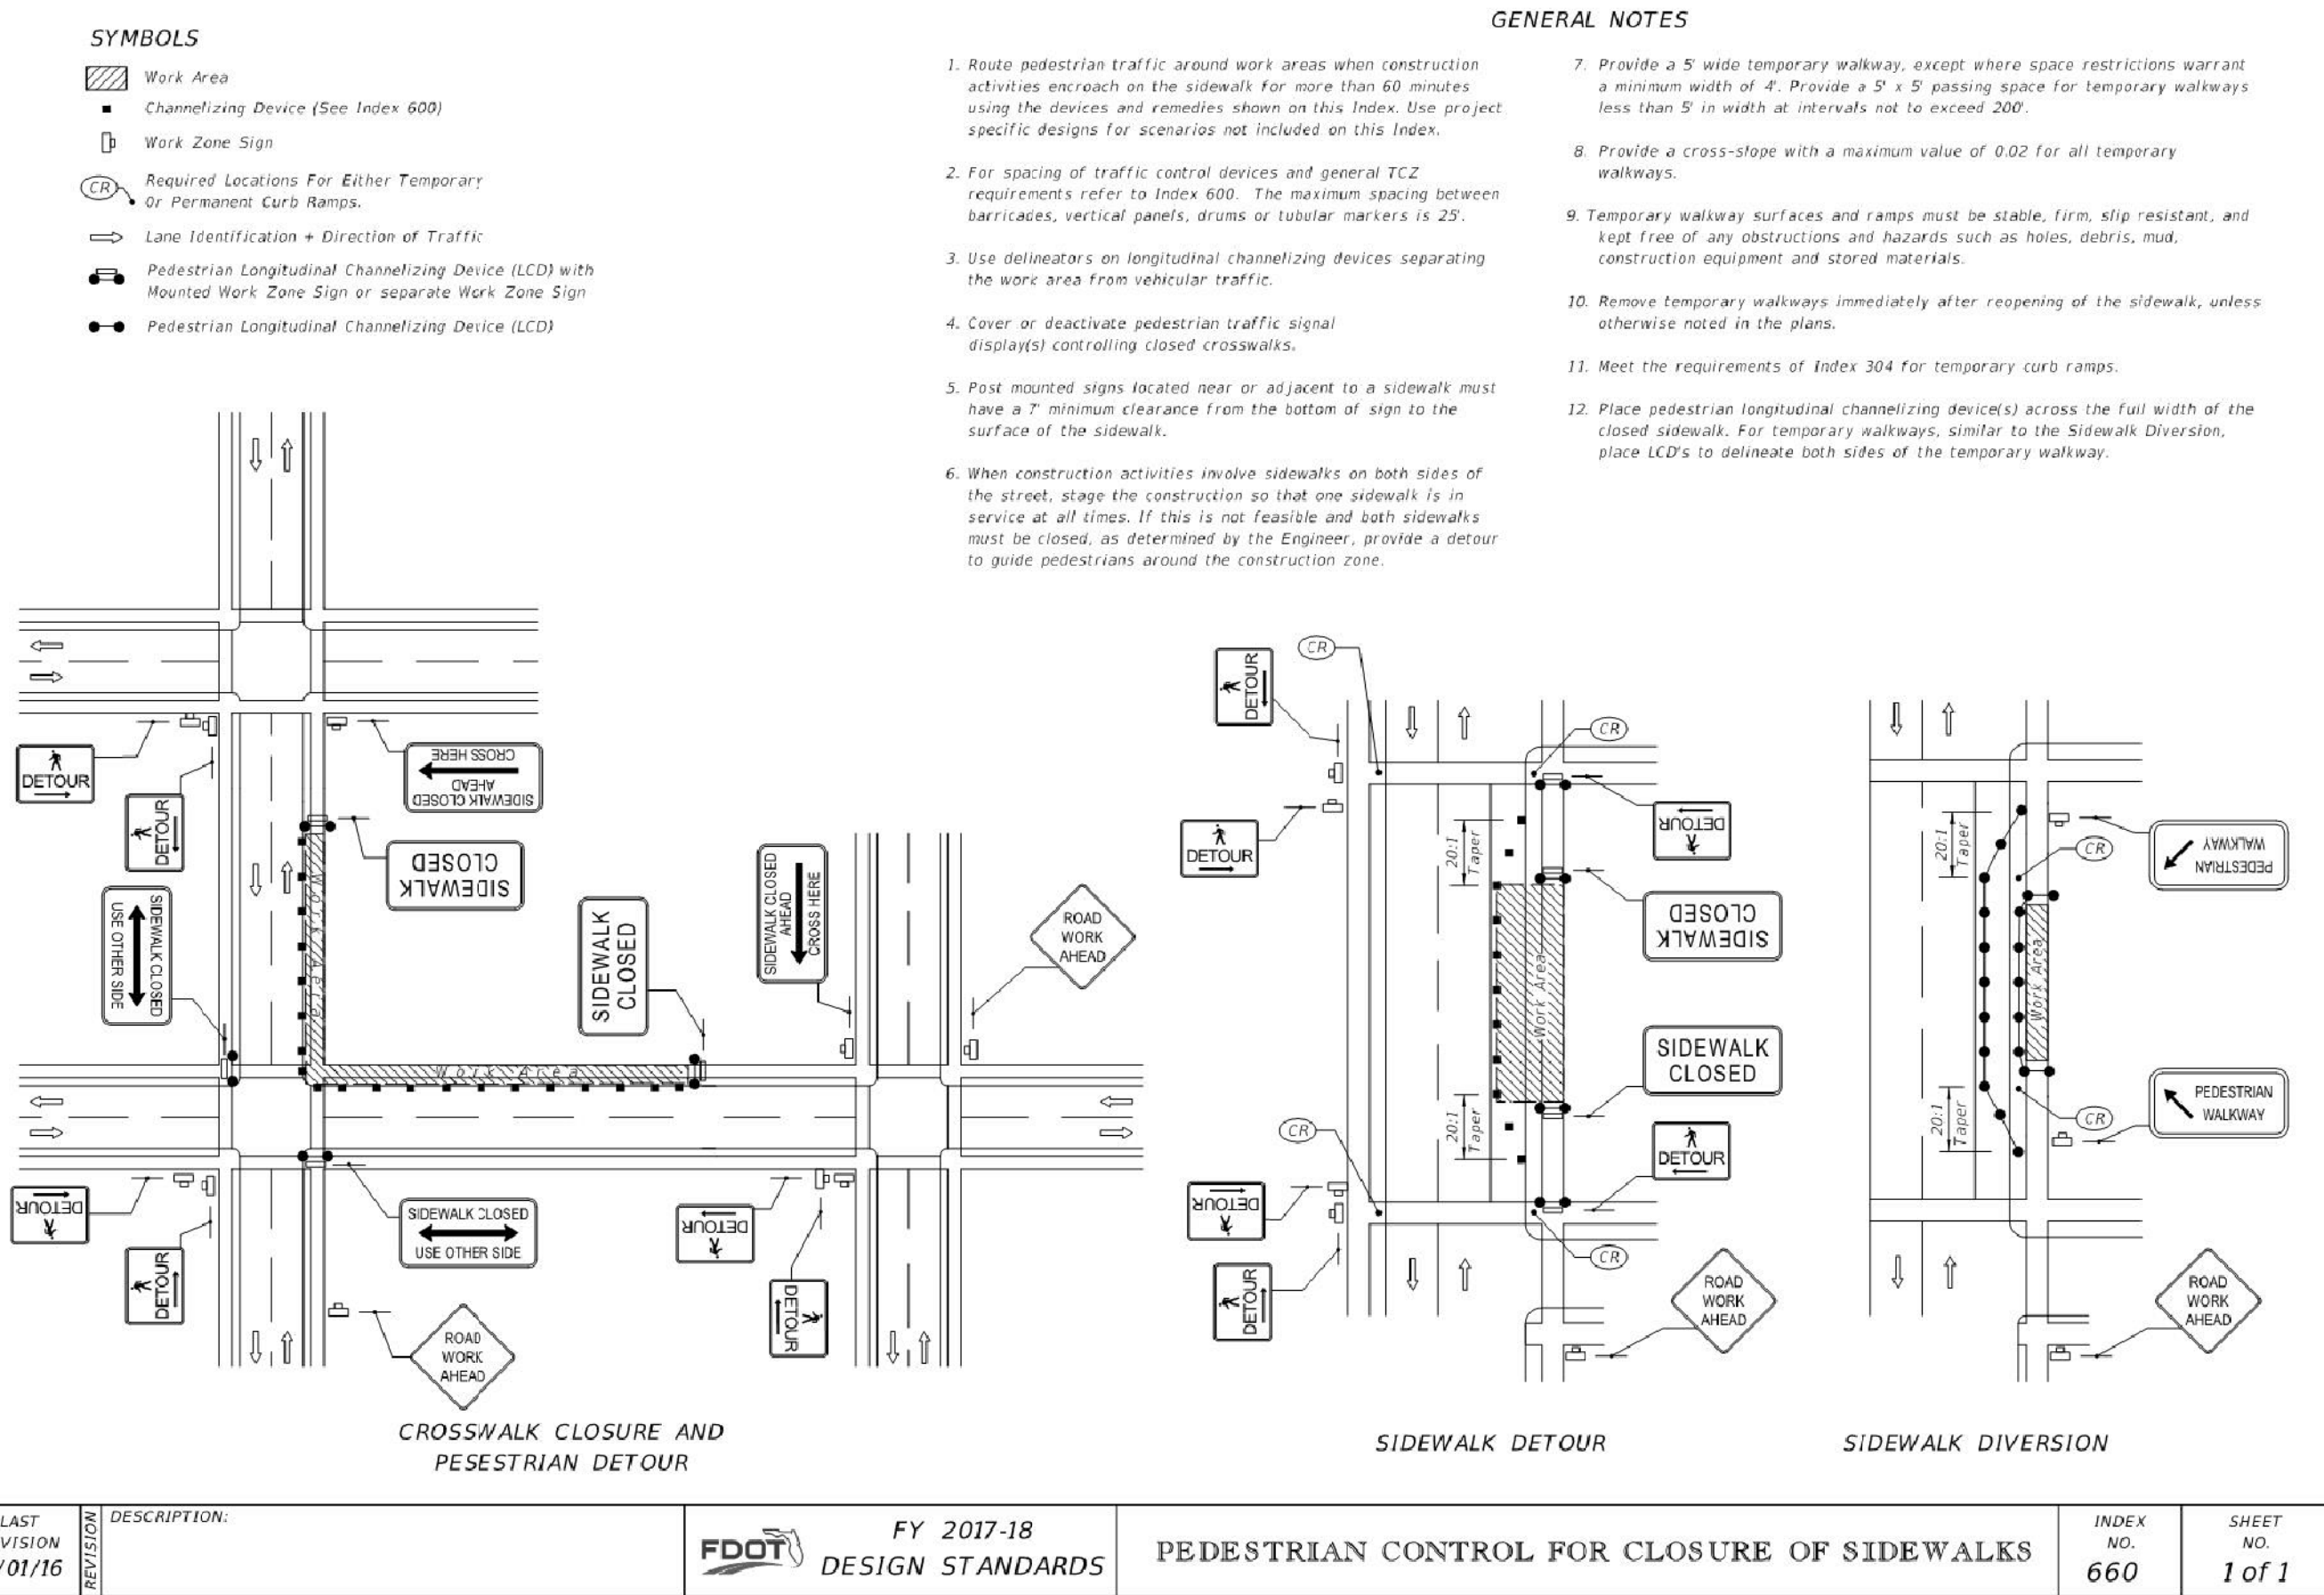 SYMBOLS
Work Area
Channelizing Device (See Index 600)
Work Zone Sign
CR
Required Locations For Either Temporary
Or Permanent Curb Ramps.
Lane Identification + Direction of Traffic
Pedestrian Longitudinal Channelizing Device (LCD) with
Mounted Work Zone Sign or separate Work Zone Sign
Pedestrian Longitudinal Channelizing Device (LCD)
GENERAL NOTES
1. Route pedestrian traffic around work areas when construction
activities encroach on the sidewalk for more than 60 minutes
using the devices and remedies shown on this Index. Use project
specific designs for scenarios not included on this Index.
2. For spacing of traffic control devices and general TCZ
requirements refer to Index 600. The maximum spacing between
barricades, vertical panels, drums or tubular markers is 25'.
3. Use delineators on longitudinal channelizing devices separating
the work area from vehicular traffic.
4. Cover or deactivate pedestrian traffic signal
display(s) controlling closed crosswalks.
5. Post mounted signs located near or adjacent to a sidewalk must
have a 7' minimum clearance from the bottom of sign to the
surface of the sidewalk.
6. When construction activities involve sidewalks on both sides of
the street, stage the construction so that one sidewalk is in
service at all times. If this is not feasible and both sidewalks
must be closed, as determined by the Engineer, provide a detour
to guide pedestrians around the construction zone.
7. Provide a 5' wide temporary walkway, except where space restrictions warrant
a minimum width of 4'. Provide a 5' x 5' passing space for temporary walkways
less than 5' in width at intervals not to exceed 200'.
8. Provide a cross-slope with a maximum value of 0.02 for all temporary
walkways.
9. Temporary walkway surfaces and ramps must be stable, firm, slip resistant, and
kept free of any obstructions and hazards such as holes, debris, mud,
construction equipment and stored materials.
10. Remove temporary walkways immediately after reopening of the sidewalk, unless
otherwise noted in the plans.
11. Meet the requirements of Index 304 for temporary curb ramps.
12. Place pedestrian longitudinal channelizing device(s) across the full width of the
closed sidewalk. For temporary walkways, similar to the Sidewalk Diversion,
place LCD's to delineate both sides of the temporary walkway.
DETOUR
DETOUR
SIDEWALK CLOSED
AHEAD
CROSS HERE
SIDEWALK
CLOSED
SIDEWALK CLOSED
USE OTHER SIDE
Work Area
SIDEWALK
CLOSED
SIDEWALK CLOSED
AHEAD
CROSS HERE
ROAD
WORK
AHEAD
Work Area
DETOUR
DETOUR
SIDEWALK CLOSED
USE OTHER SIDE
DETOUR
DETOUR
ROAD
WORK
AHEAD
CROSSWALK CLOSURE AND
PESESTRIAN DETOUR
DETOUR
CR
CR
DETOUR
20:1
Taper
DETOUR
SIDEWALK
CLOSED
Work Area
SIDEWALK
CLOSED
CR
20:1
Taper
DETOUR
DETOUR
DETOUR
CR
ROAD
WORK
AHEAD
SIDEWALK DETOUR
20:1
Taper
CR
PEDESTRIAN
WALKWAY
Work Area
20:1
Taper
CR
PEDESTRIAN
WALKWAY
ROAD
WORK
AHEAD
SIDEWALK DIVERSION
LAST
VISION
/01/16
REVISION
DESCRIPTION:
FDOT
FY 2017-18
DESIGN STANDARDS
PEDESTRIAN CONTROL FOR CLOSURE OF SIDEWALKS
INDEX
NO.
660
SHEET
NO.
1 of 1